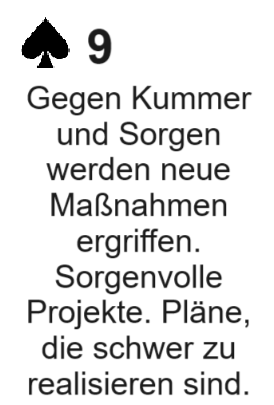 ♠ 9
Gegen Kummer
und Sorgen
werden neue
Maßnahmen
ergriffen.
Sorgenvolle
Projekte. Pläne,
die schwer zu
realisieren sind.